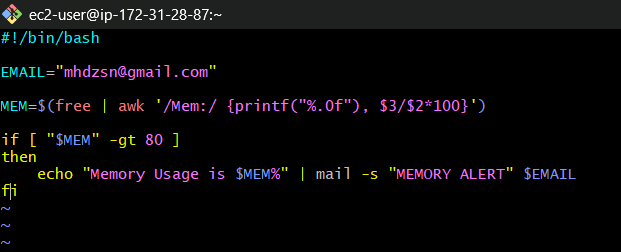 ec2-user@ip-172-31-28-87:~
#!/bin/bash
EMAIL="mhdzsn@gmail.com"
MEM=$(free | awk '/Mem:/ {printf("%.0f"), $3/$2*100}')
if [ "$MEM" -gt 80 ]
then
    echo "Memory Usage is $MEM%" | mail -s "MEMORY ALERT" $EMAIL
fi
~
~
~